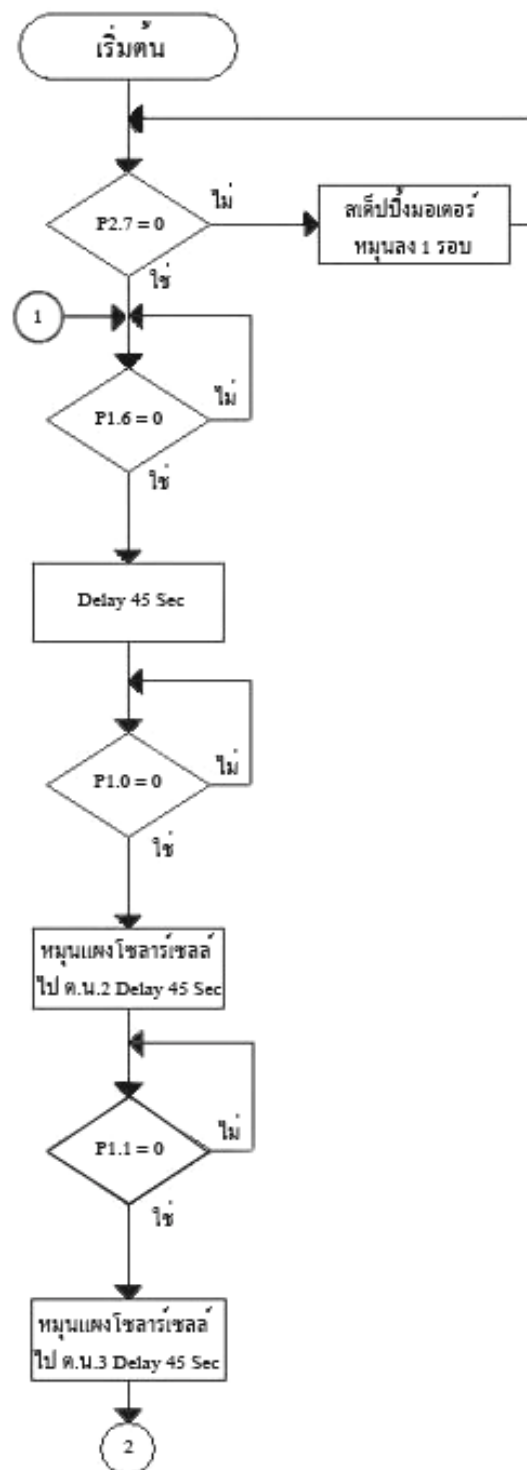 เริ่มต้น
P2.7 = 0
ไม่
สเต็ปปิ้งมอเตอร์
หมุนลง 1 รอบ
ใช่
1
P1.6 = 0
ไม่
ใช่
Delay 45 Sec
P1.0 = 0
ไม่
ใช่
หมุนแผงโซลาร์เซลล์
ไป ต.น.2 Delay 45 Sec
P1.1 = 0
ไม่
ใช่
หมุนแผงโซลาร์เซลล์
ไป ต.น.3 Delay 45 Sec
2